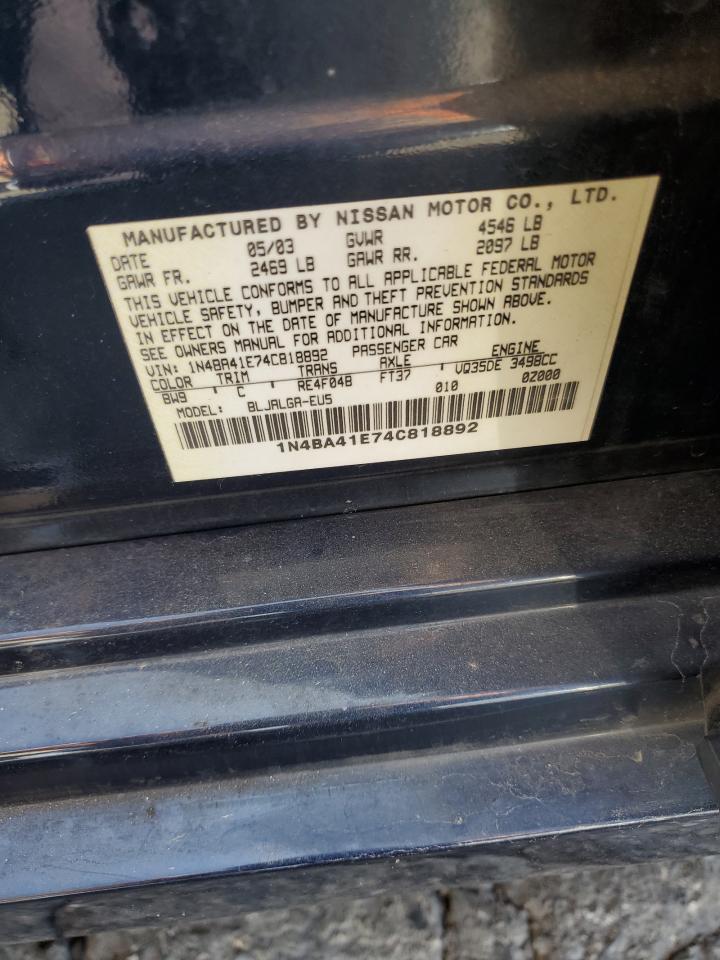 MANUFACTURED BY NISSAN MOTOR CO., LTD.
DATE 05/03 GVWR 4546 LB
GAWR FR. 2469 LB GAWR RR. 2097 LB
THIS VEHICLE CONFORMS TO ALL APPLICABLE FEDERAL MOTOR
VEHICLE SAFETY, BUMPER AND THEFT PREVENTION STANDARDS
IN EFFECT ON THE DATE OF MANUFACTURE SHOWN ABOVE.
SEE OWNERS MANUAL FOR ADDITIONAL INFORMATION.
VIN: 1N4BA41E74C818892 PASSENGER CAR
COLOR TRIM TRANS AXLE ENGINE
BW9 C RE4F04B FT37 VQ35DE 3498CC
MODEL: BLJALGA-EU5 010 0Z000
1N4BA41E74C818892